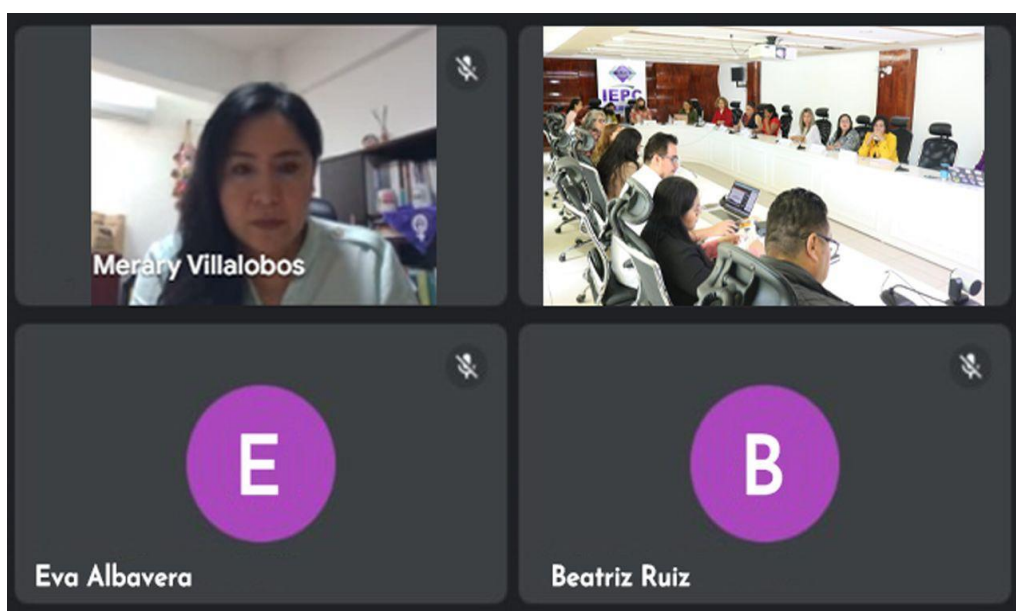 Merary Villalobos
IEPC
E
Eva Albavera
B
Beatriz Ruiz